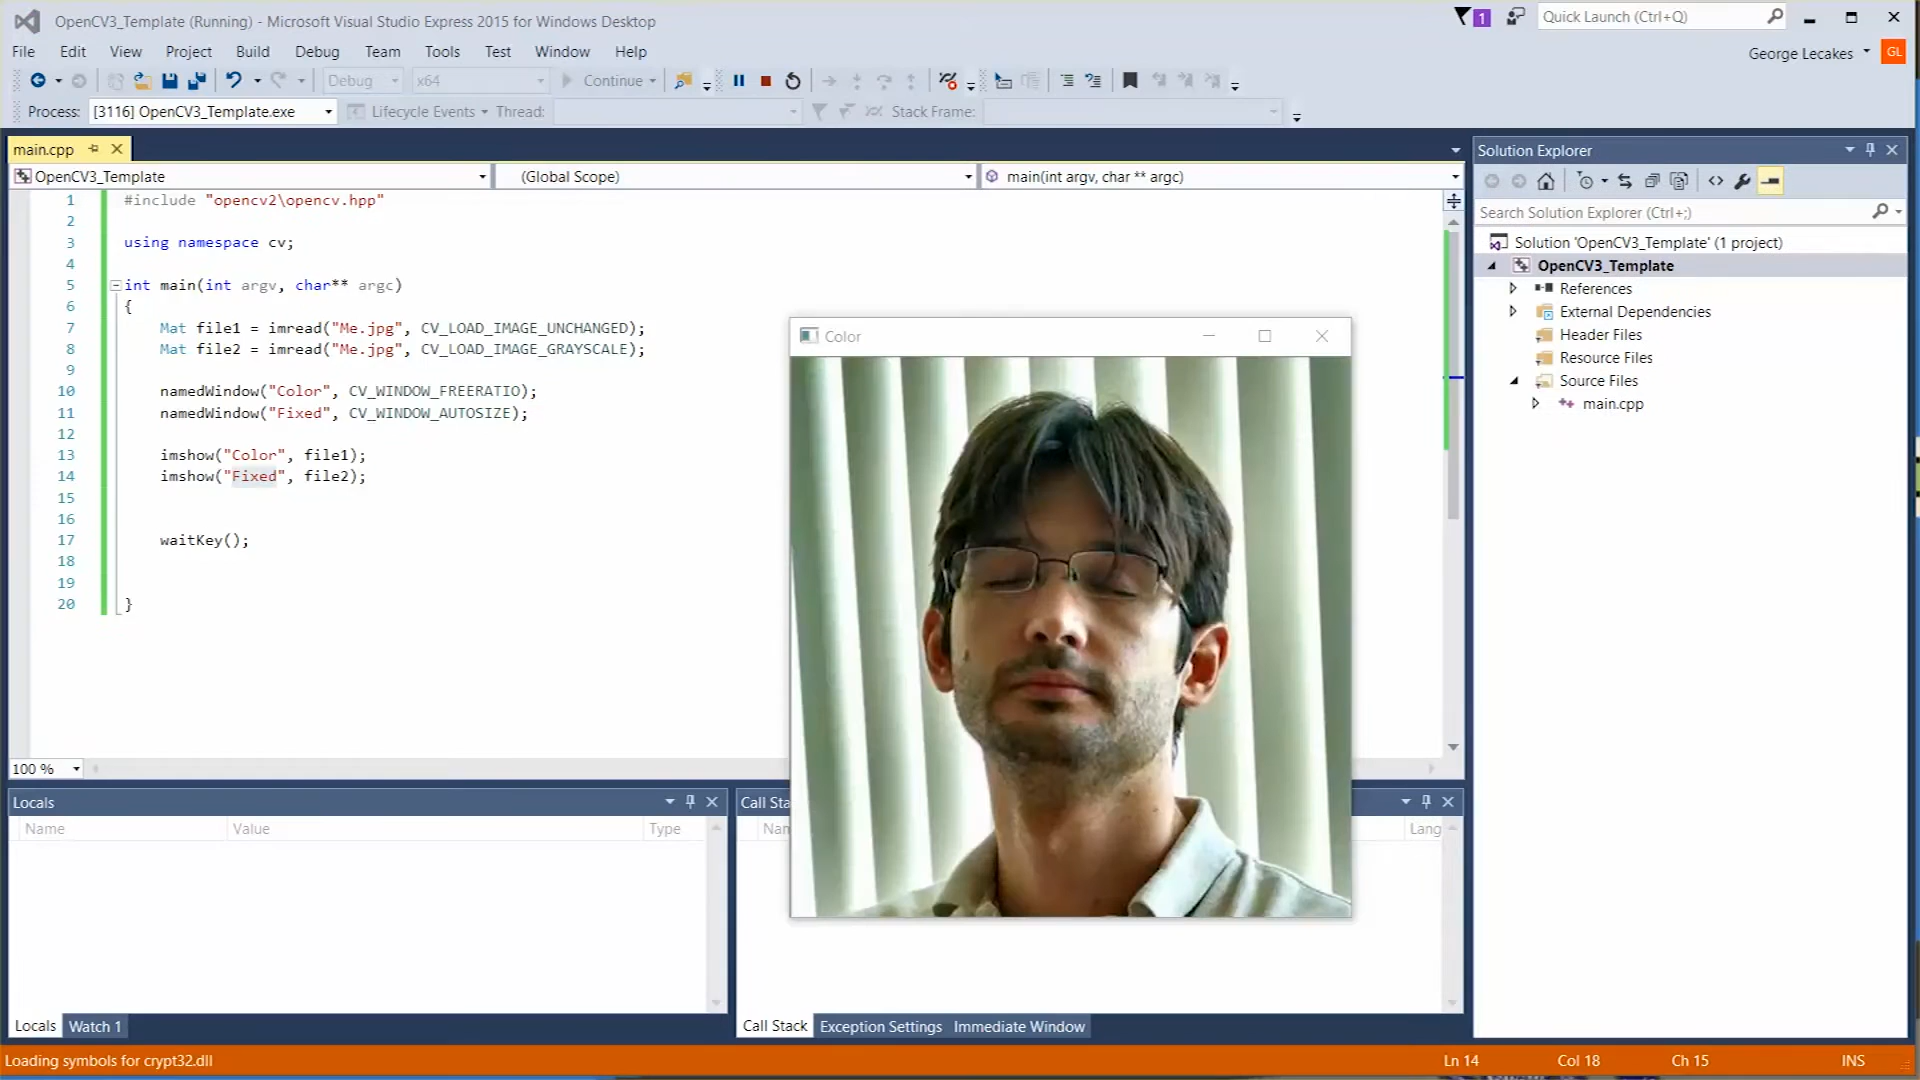 OpenCV3_Template (Running) - Microsoft Visual Studio Express 2015 for Windows Desktop
1
Quick Launch (Ctrl+Q)
File Edit View Project Build Debug Team Tools Test Window Help
George Lecakes
GL
Debug x64 Continue
Process: [3116] OpenCV3_Template.exe Lifecycle Events Thread: Stack Frame:
main.cpp
OpenCV3_Template (Global Scope) main(int argv, char ** argc)
1 #include "opencv2\opencv.hpp"
2
3 using namespace cv;
4
5 int main(int argv, char** argc)
6 {
7 Mat file1 = imread("Me.jpg", CV_LOAD_IMAGE_UNCHANGED);
8 Mat file2 = imread("Me.jpg", CV_LOAD_IMAGE_GRAYSCALE);
9
10 namedWindow("Color", CV_WINDOW_FREERATIO);
11 namedWindow("Fixed", CV_WINDOW_AUTOSIZE);
12
13 imshow("Color", file1);
14 imshow("Fixed", file2);
15
16
17 waitKey();
18
19
20 }
100 %
Color
Solution Explorer
Search Solution Explorer (Ctrl+;)
Solution 'OpenCV3_Template' (1 project)
OpenCV3_Template
References
External Dependencies
Header Files
Resource Files
Source Files
main.cpp
Locals
Name Value Type
Locals Watch 1
Call Sta
Nan Lang
Call Stack Exception Settings Immediate Window
Loading symbols for crypt32.dll Ln 14 Col 18 Ch 15 INS